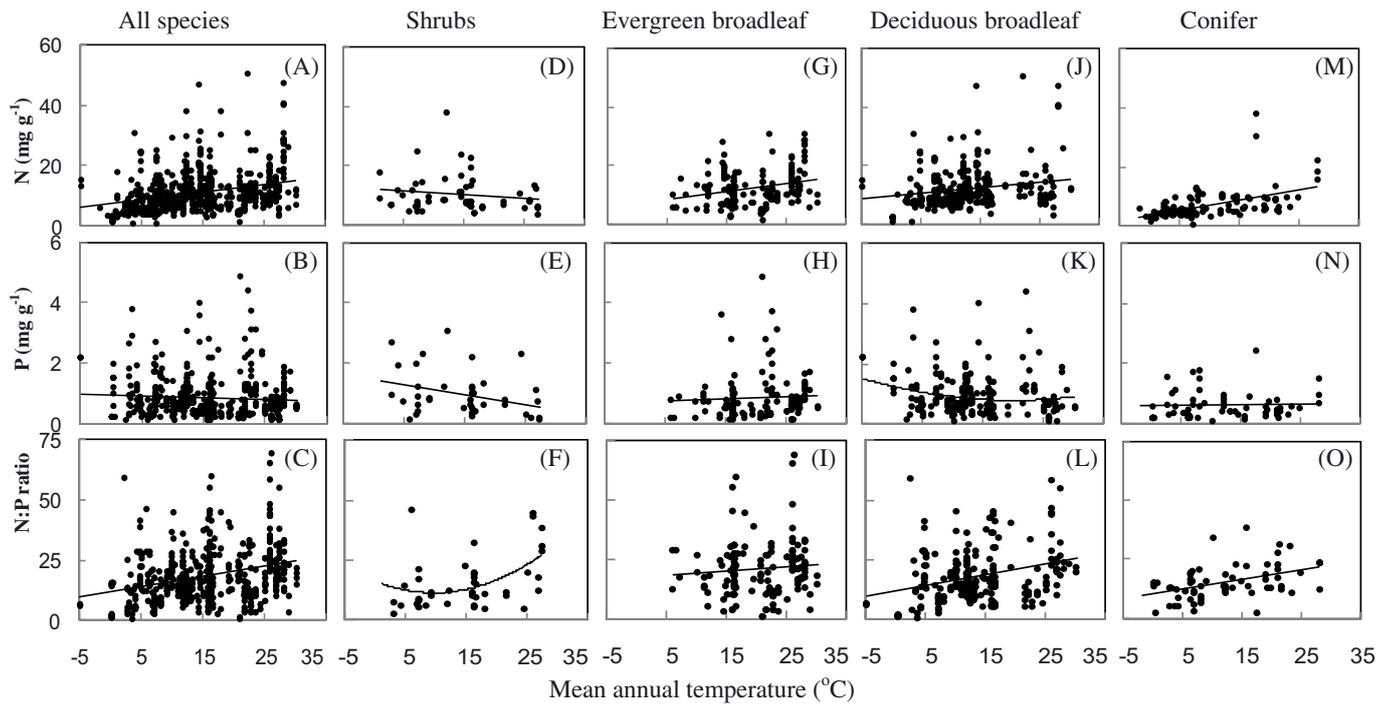 All species Shrubs Evergreen broadleaf Deciduous broadleaf Conifer
60 (A) (D) (G) (J) (M)
N (mg g⁻¹)
40
20
0
6 (B) (E) (H) (K) (N)
P (mg g⁻¹)
4
2
0
75 (C) (F) (I) (L) (O)
N:P ratio
50
25
0
-5 5 15 25 35 -5 5 15 25 35 -5 5 15 25 35 -5 5 15 25 35 -5 5 15 25 35
Mean annual temperature (°C)